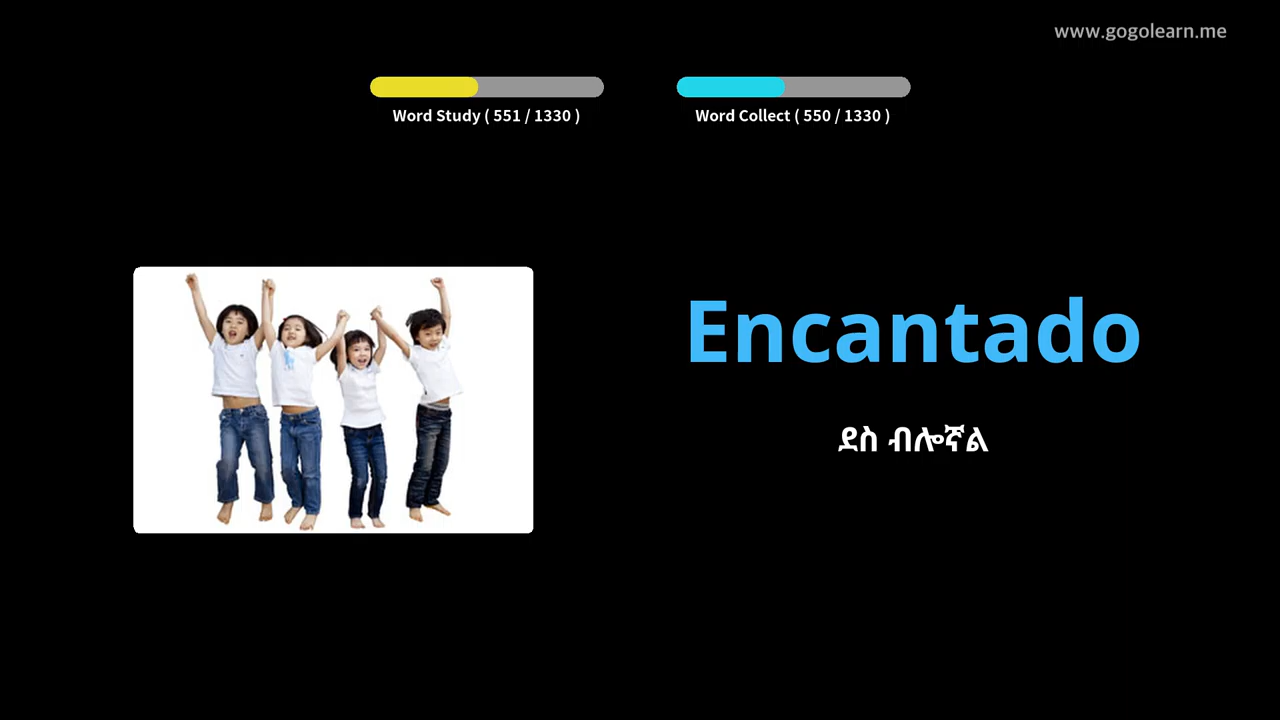 www.gogolearn.me
Word Study ( 551 / 1330 )
Word Collect ( 550 / 1330 )
Encantado
ደስ ብሎኛል